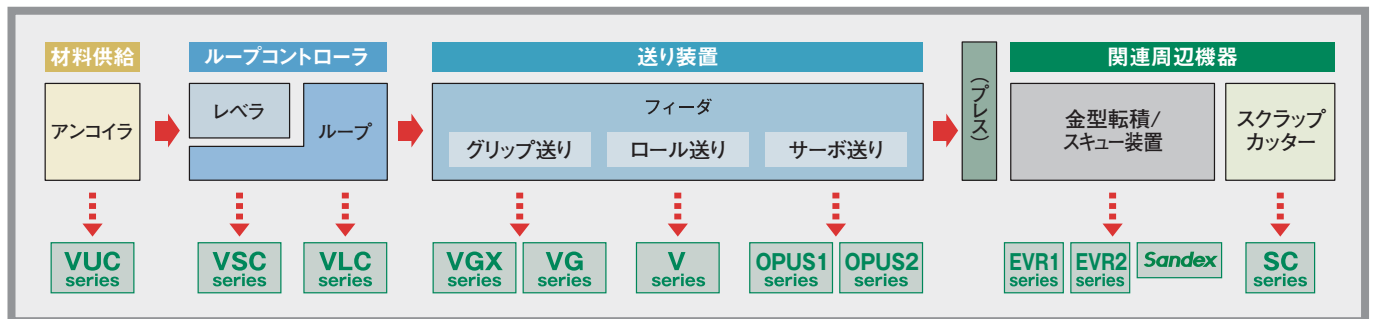 材料供給
ループコントローラ
送り装置
(プレス)
関連周辺機器
アンコイラ
レベラ
ループ
フィーダ
グリップ送り
ロール送り
サーボ送り
金型転積/
スキュー装置
スクラップ
カッター
VUC
series
VSC
series
VLC
series
VGX
series
VG
series
V
series
OPUS1
series
OPUS2
series
EVR1
series
EVR2
series
Sandex
SC
series